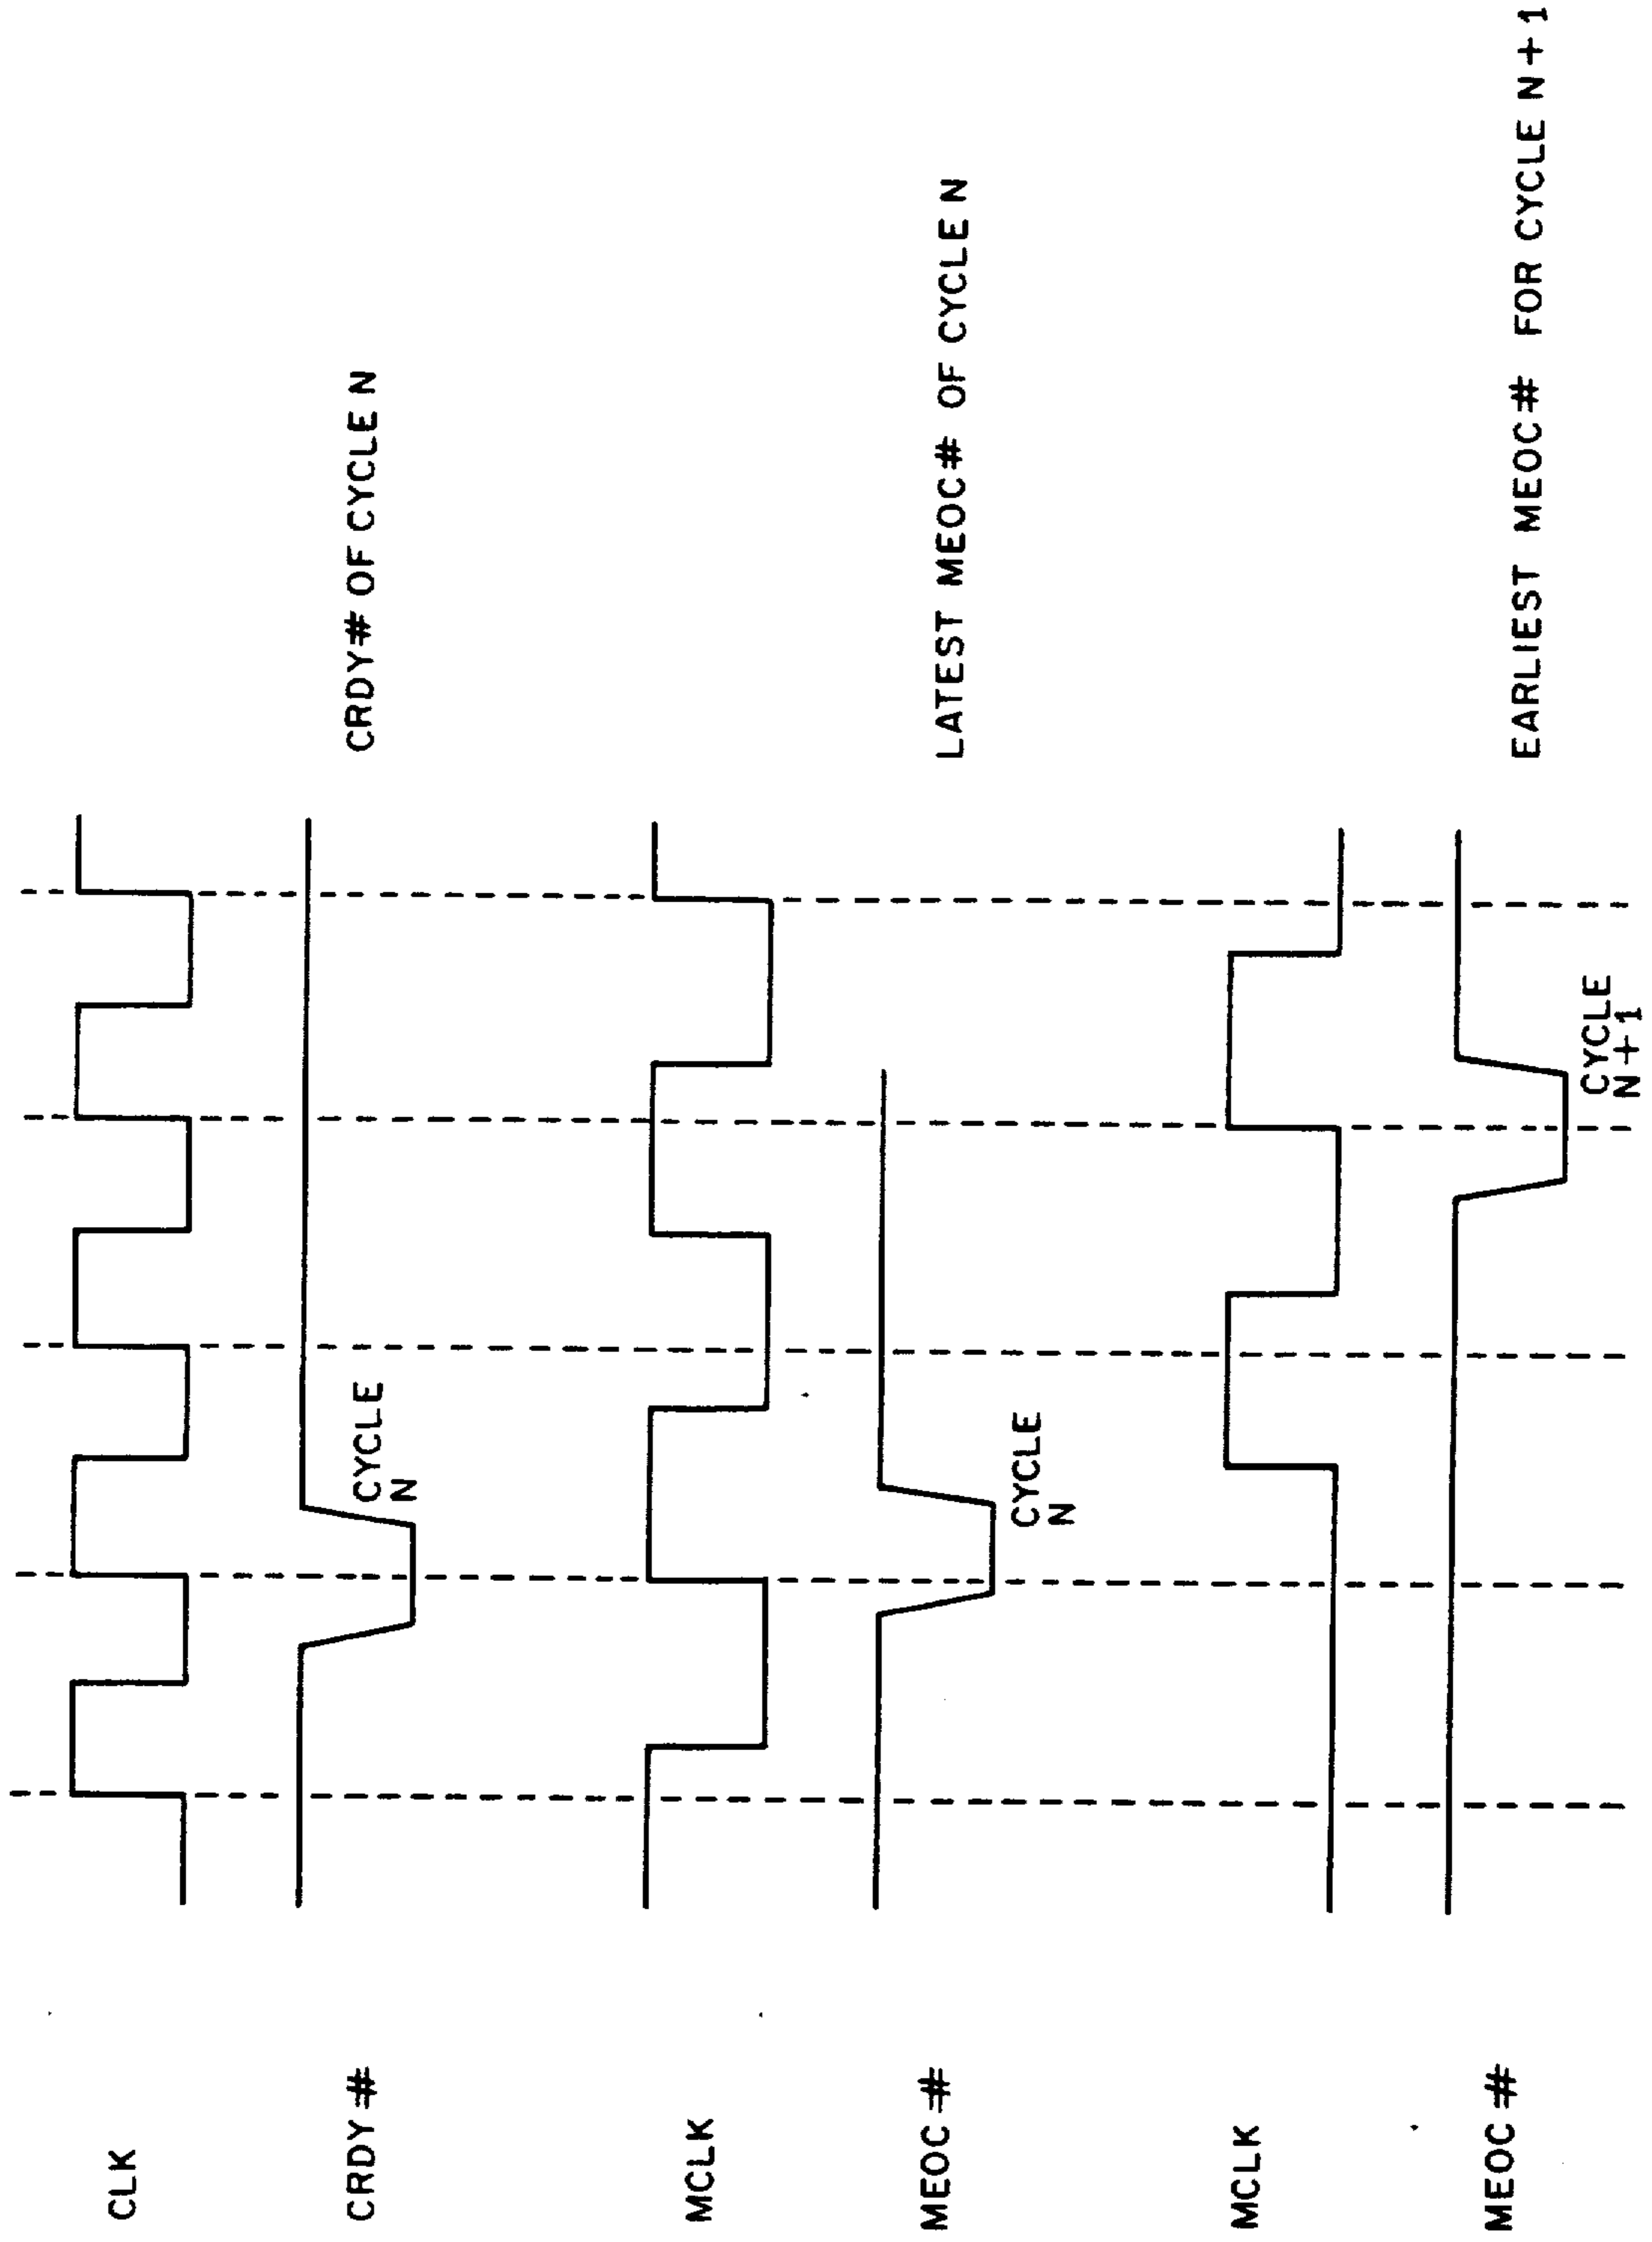 CLK
CRDY# OF CYCLE N
CRDY#
CYCLE
N
MCLK
LATEST MEOC# OF CYCLE N
MEOC#
CYCLE
N
MCLK
EARLIEST MEOC# FOR CYCLE N+1
MEOC#
CYCLE
N+1